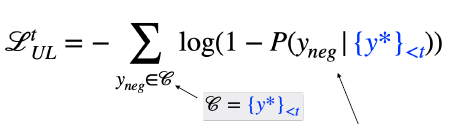 ℒᵗ_UL = − ∑_{y_neg∈𝒞} log(1 − P(y_neg | {y*}_<t))
𝒞 = {y*}_<t